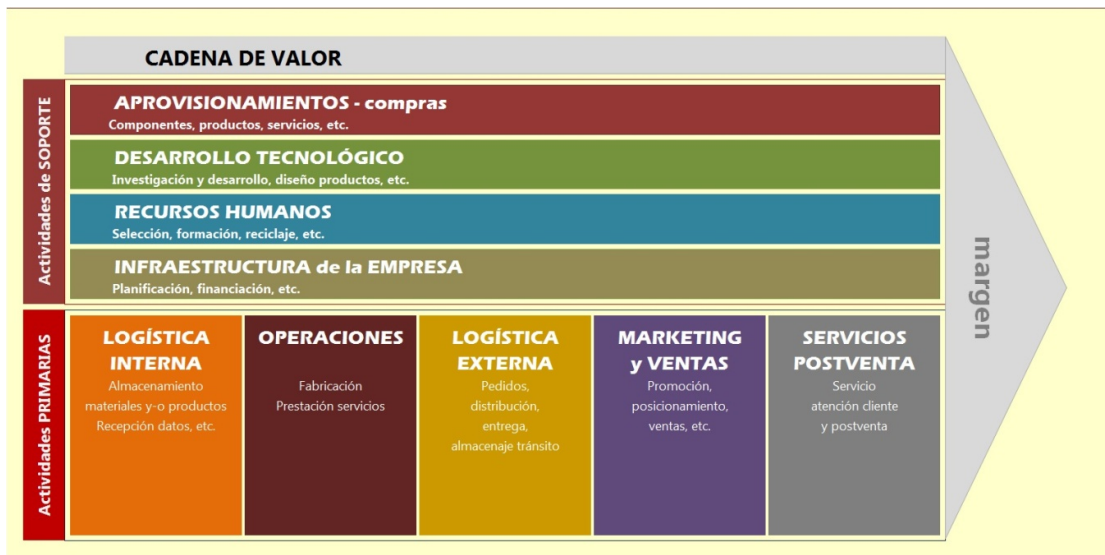 CADENA DE VALOR
Actividades de SOPORTE
APROVISIONAMIENTOS - compras
Componentes, productos, servicios, etc.
DESARROLLO TECNOLÓGICO
Investigación y desarrollo, diseño productos, etc.
RECURSOS HUMANOS
Selección, formación, reciclaje, etc.
INFRAESTRUCTURA de la EMPRESA
Planificación, financiación, etc.
Actividades PRIMARIAS
LOGÍSTICA
INTERNA
Almacenamiento
materiales y-o productos
Recepción datos, etc.
OPERACIONES
Fabricación
Prestación servicios
LOGÍSTICA
EXTERNA
Pedidos,
distribución,
entrega,
almacenaje tránsito
MARKETING
y VENTAS
Promoción,
posicionamiento,
ventas, etc.
SERVICIOS
POSTVENTA
Servicio
atención cliente
y postventa
margen